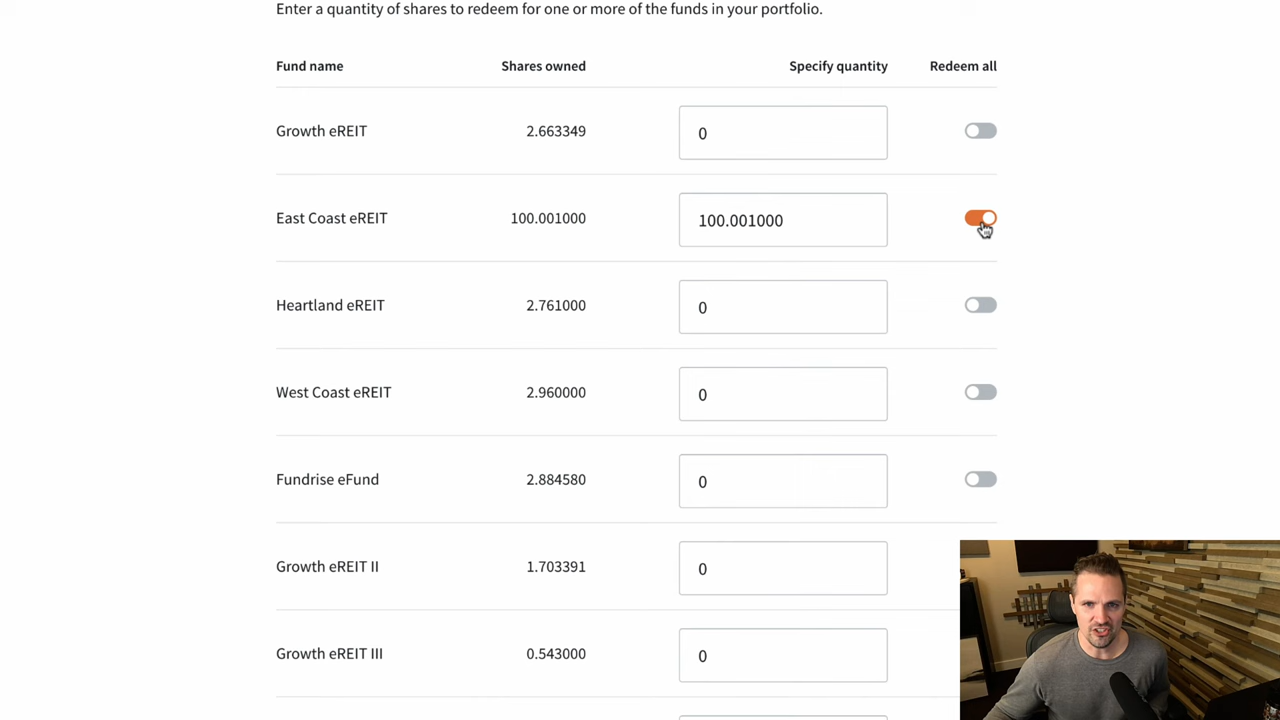 Enter a quantity of shares to redeem for one or more of the funds in your portfolio.
Fund name Shares owned Specify quantity Redeem all
Growth eREIT 2.663349 0
East Coast eREIT 100.001000 100.001000
Heartland eREIT 2.761000 0
West Coast eREIT 2.960000 0
Fundrise eFund 2.884580 0
Growth eREIT II 1.703391 0
Growth eREIT III 0.543000 0